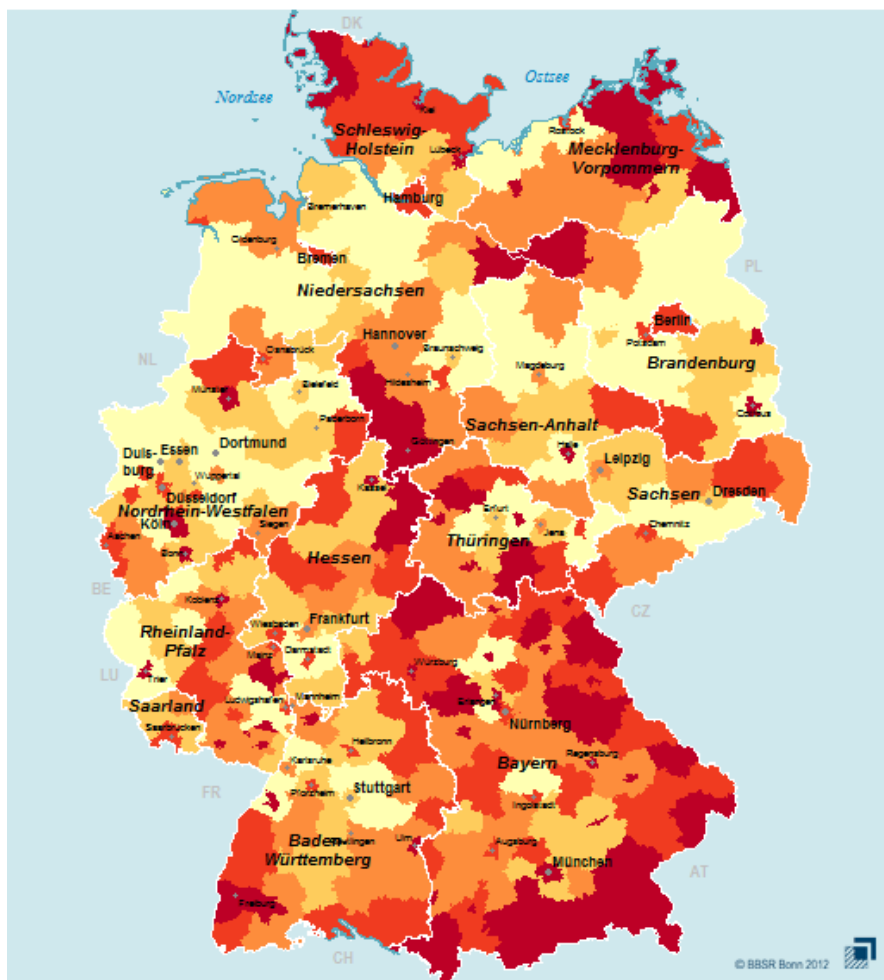 DK
Nordsee
Ostsee
Kiel
Schleswig-
Holstein
Rostock
Lübeck
Mecklenburg-
Vorpommern
Hamburg
Bremerhaven
Oldenburg
Bremen
PL
Niedersachsen
Berlin
Potsdam
Hannover
Braunschweig
Osnabrück
Brandenburg
NL
Magdeburg
Bielefeld
Hildesheim
Münster
Cottbus
Paderborn
Sachsen-Anhalt
Dortmund
Göttingen
Halle
Duis-
burg
Essen
Leipzig
Wuppertal
Kassel
Düsseldorf
Sachsen
Dresden
Nordrhein-Westfalen
Erfurt
Köln
Siegen
Chemnitz
Aachen
Thüringen
Jena
Bonn
Hessen
BE
Koblenz
CZ
Wiesbaden
Frankfurt
Rheinland-
Pfalz
Mainz
Darmstadt
Würzburg
LU
Trier
Ludwigshafen
Mannheim
Erlangen
Saarland
Nürnberg
Saarbrücken
Heilbronn
Regensburg
Karlsruhe
Bayern
FR
Pforzheim
Stuttgart
Ingolstadt
Baden
Württemberg
Reutlingen
Ulm
Augsburg
München
AT
Freiburg
CH
© BBSR Bonn 2012